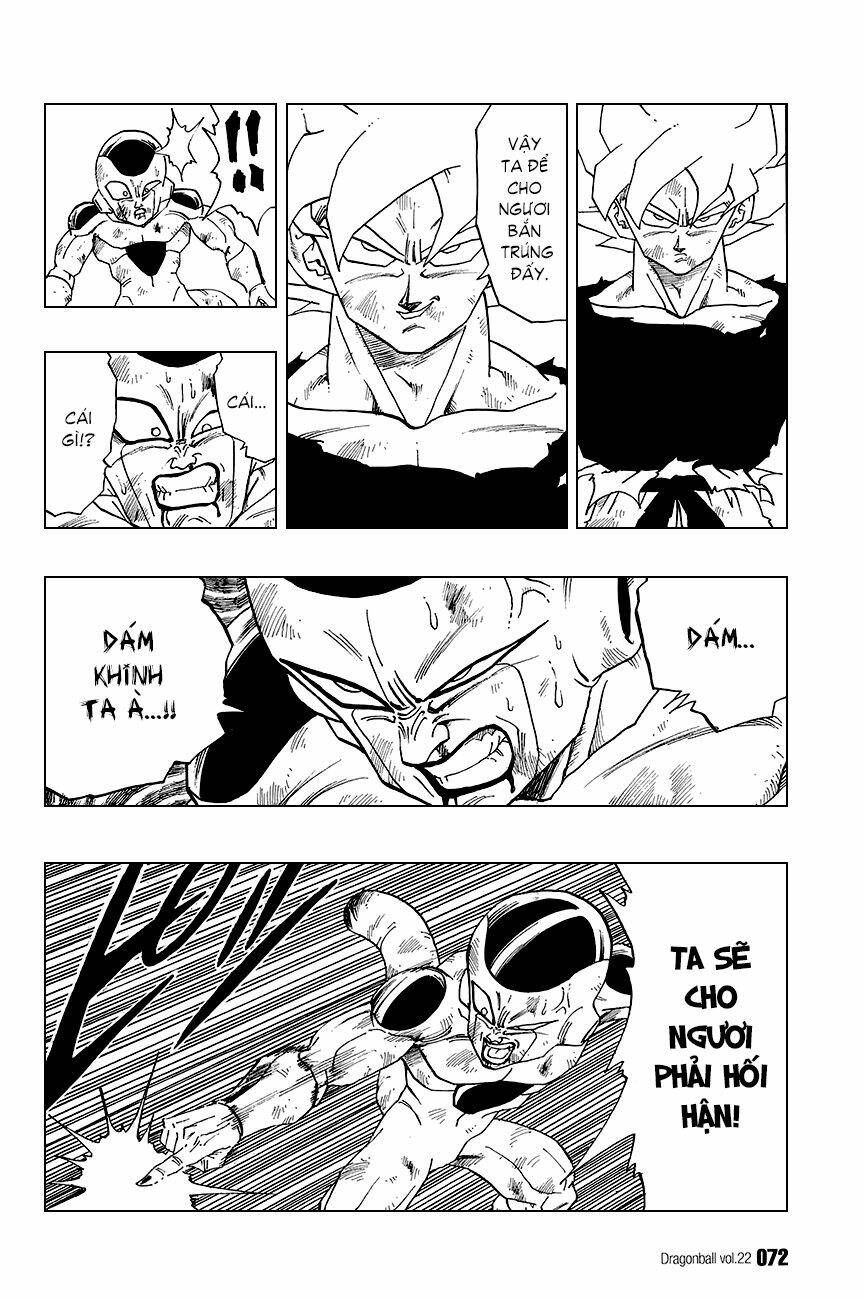 VẬY
TA ĐỂ
CHO
NGƯƠI
BẮN
TRÚNG
ĐẤY.
!!
CÁI...
CÁI
GÌ!?
DÁM...
DÁM
KHINH
TA À...!!
TA SẼ
CHO
NGƯƠI
PHẢI HỐI
HẬN!
Dragonball vol.22 072